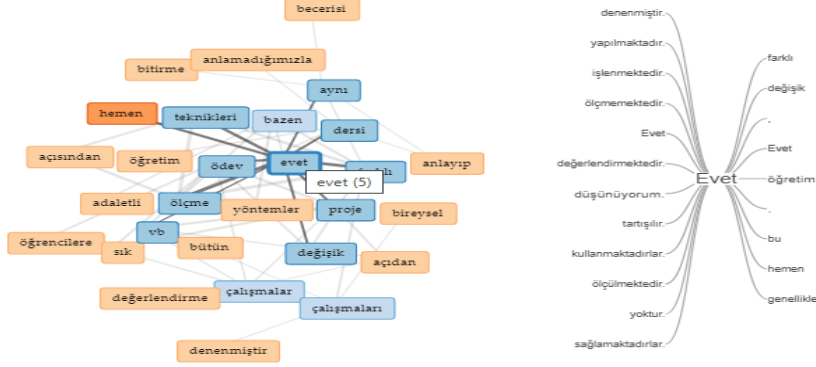 becerisi
anlamadığımızla
bitirme
aynı
hemen
teknikleri
bazen
dersi
açısından
öğretim
ödev
evet
anlayıp
evet (5)
adaletli
ölçme
yöntemler
proje
bireysel
öğrencilere
vb
sık
bütün
değişik
açıdan
değerlendirme
çalışmalar
çalışmaları
denenmiştir
denenmiştir.
yapılmaktadır.
işlenmektedir.
ölçmemektedir.
Evet
değerlendirmektedir.
düşünüyorum.
tartışılır.
kullanmaktadırlar.
ölçülmektedir.
yoktur.
sağlamaktadırlar.
Evet
farklı
değişik
.
Evet
öğretim
.
bu
hemen
genellikle